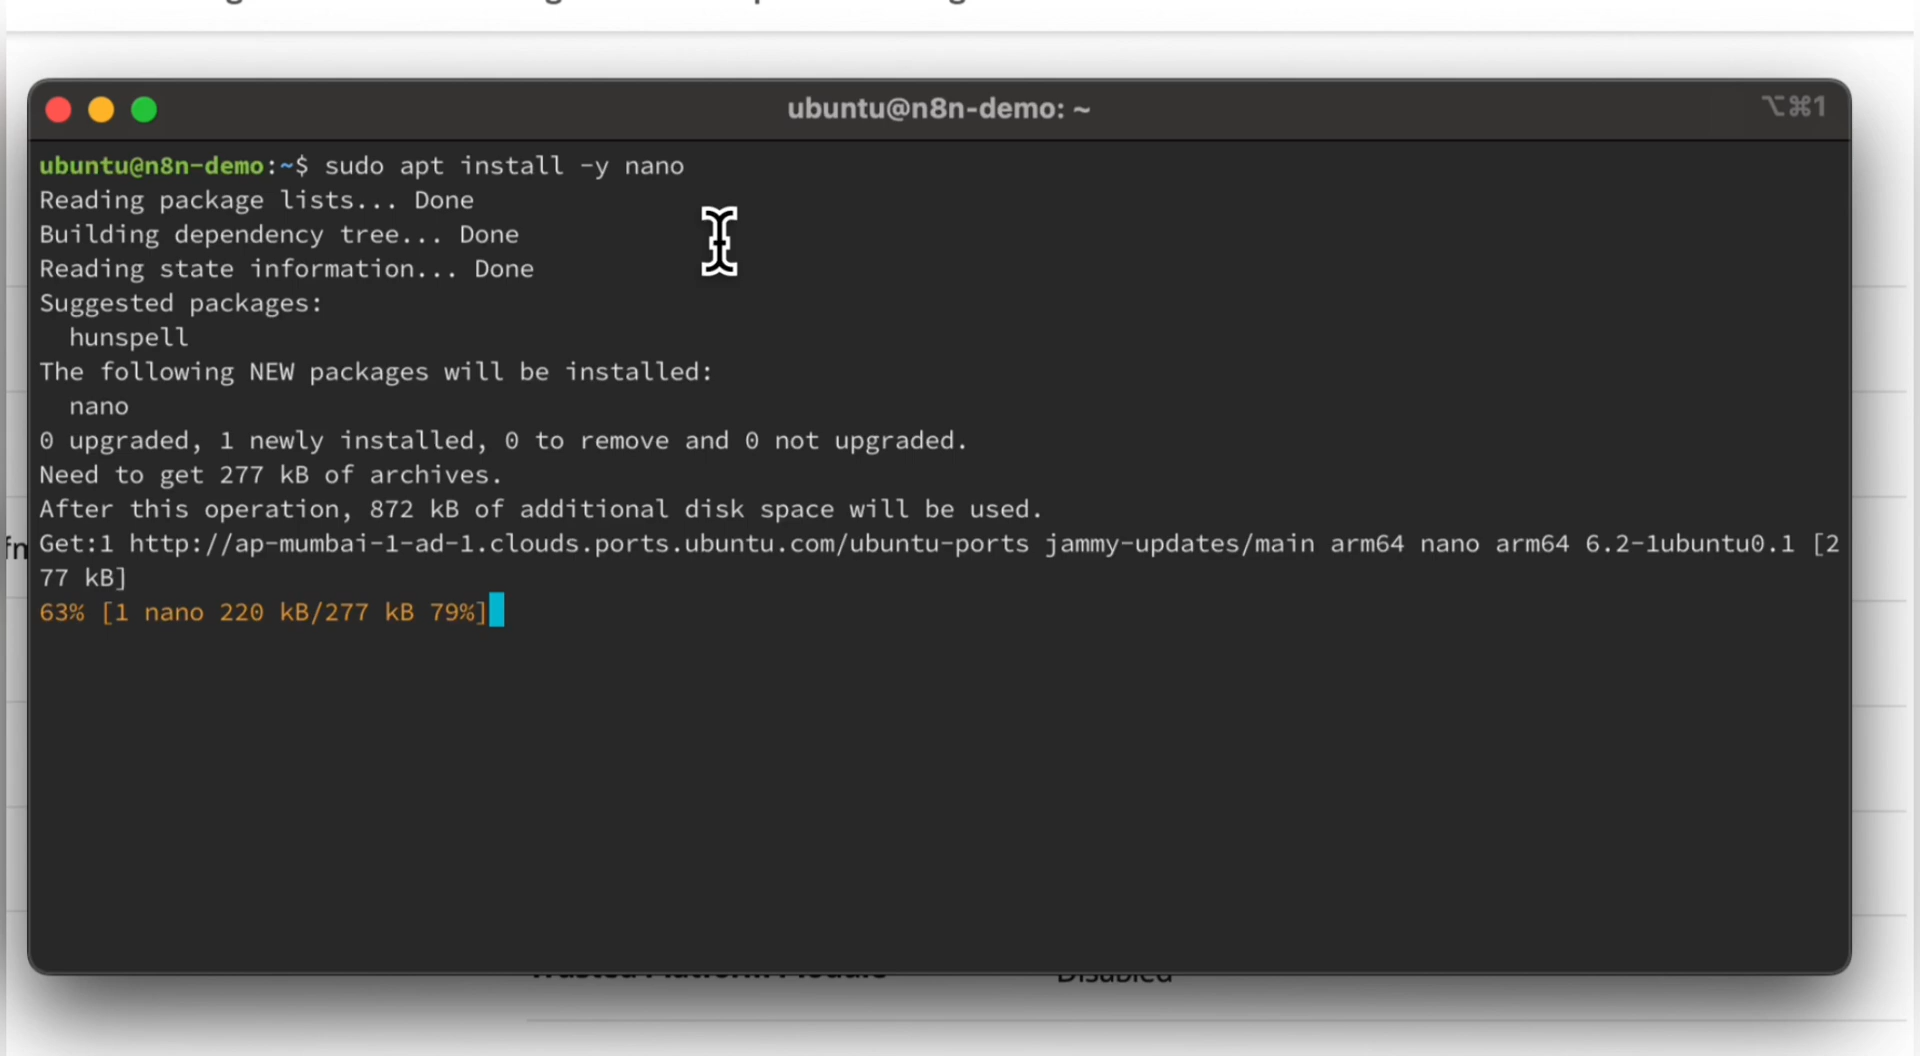 ubuntu@n8n-demo: ~
⌥⌘1
ubuntu@n8n-demo:~$ sudo apt install -y nano
Reading package lists... Done
Building dependency tree... Done
Reading state information... Done
Suggested packages:
  hunspell
The following NEW packages will be installed:
  nano
0 upgraded, 1 newly installed, 0 to remove and 0 not upgraded.
Need to get 277 kB of archives.
After this operation, 872 kB of additional disk space will be used.
Get:1 http://ap-mumbai-1-ad-1.clouds.ports.ubuntu.com/ubuntu-ports jammy-updates/main arm64 nano arm64 6.2-1ubuntu0.1 [2
77 kB]
63% [1 nano 220 kB/277 kB 79%]
Trusted Platform Module Disabled